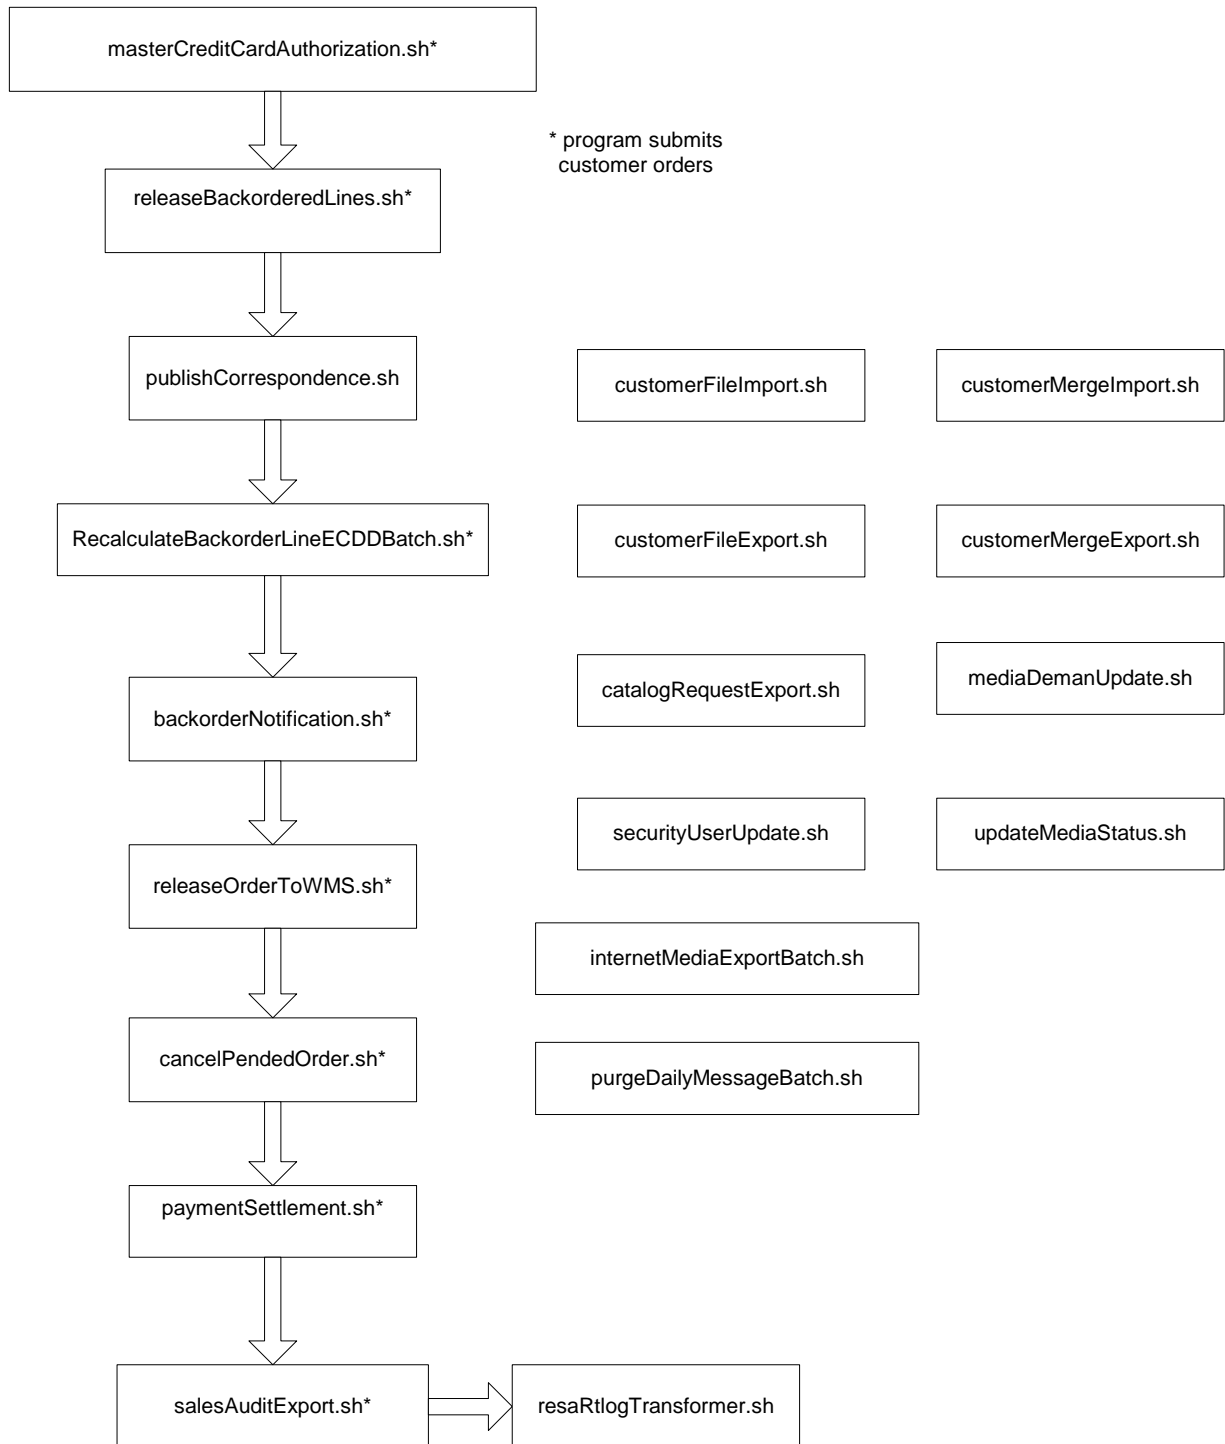 masterCreditCardAuthorization.sh*
* program submits
customer orders
releaseBackorderedLines.sh*
publishCorrespondence.sh
customerFileImport.sh
customerMergeImport.sh
RecalculateBackorderLineECDDBatch.sh*
customerFileExport.sh
customerMergeExport.sh
backorderNotification.sh*
catalogRequestExport.sh
mediaDemanUpdate.sh
releaseOrderToWMS.sh*
securityUserUpdate.sh
updateMediaStatus.sh
internetMediaExportBatch.sh
cancelPendedOrder.sh*
purgeDailyMessageBatch.sh
paymentSettlement.sh*
salesAuditExport.sh*
resaRtlogTransformer.sh